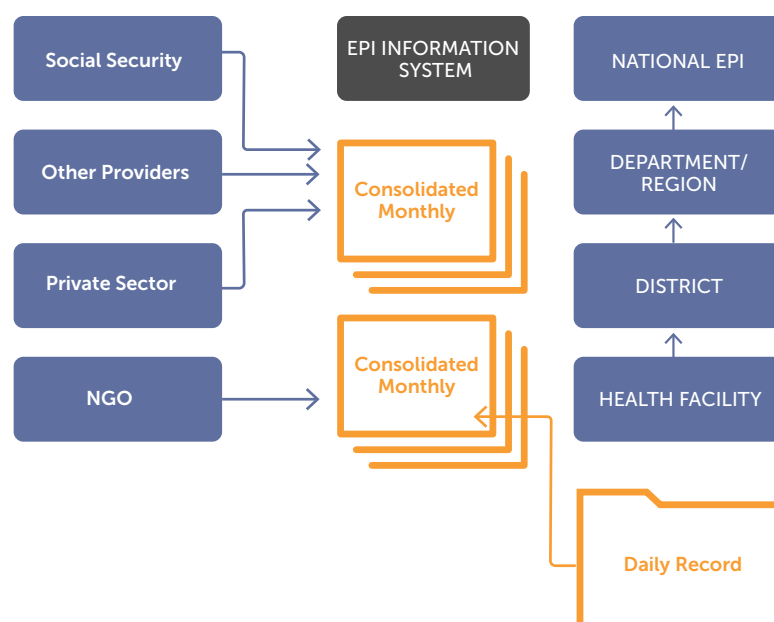 Social Security
EPI INFORMATION
SYSTEM
NATIONAL EPI
Other Providers
Consolidated
Monthly
DEPARTMENT/
REGION
Private Sector
DISTRICT
NGO
Consolidated
Monthly
HEALTH FACILITY
Daily Record